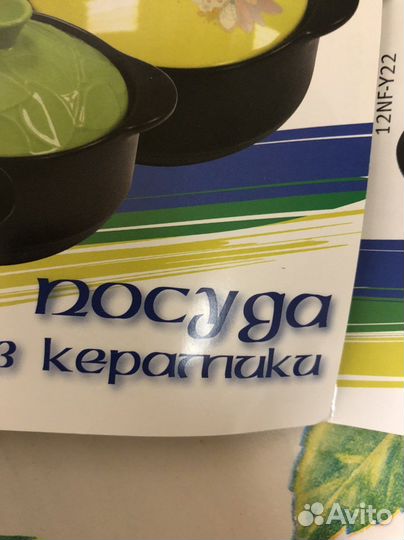 12NF-Y22
посуда
з керамики
Avito